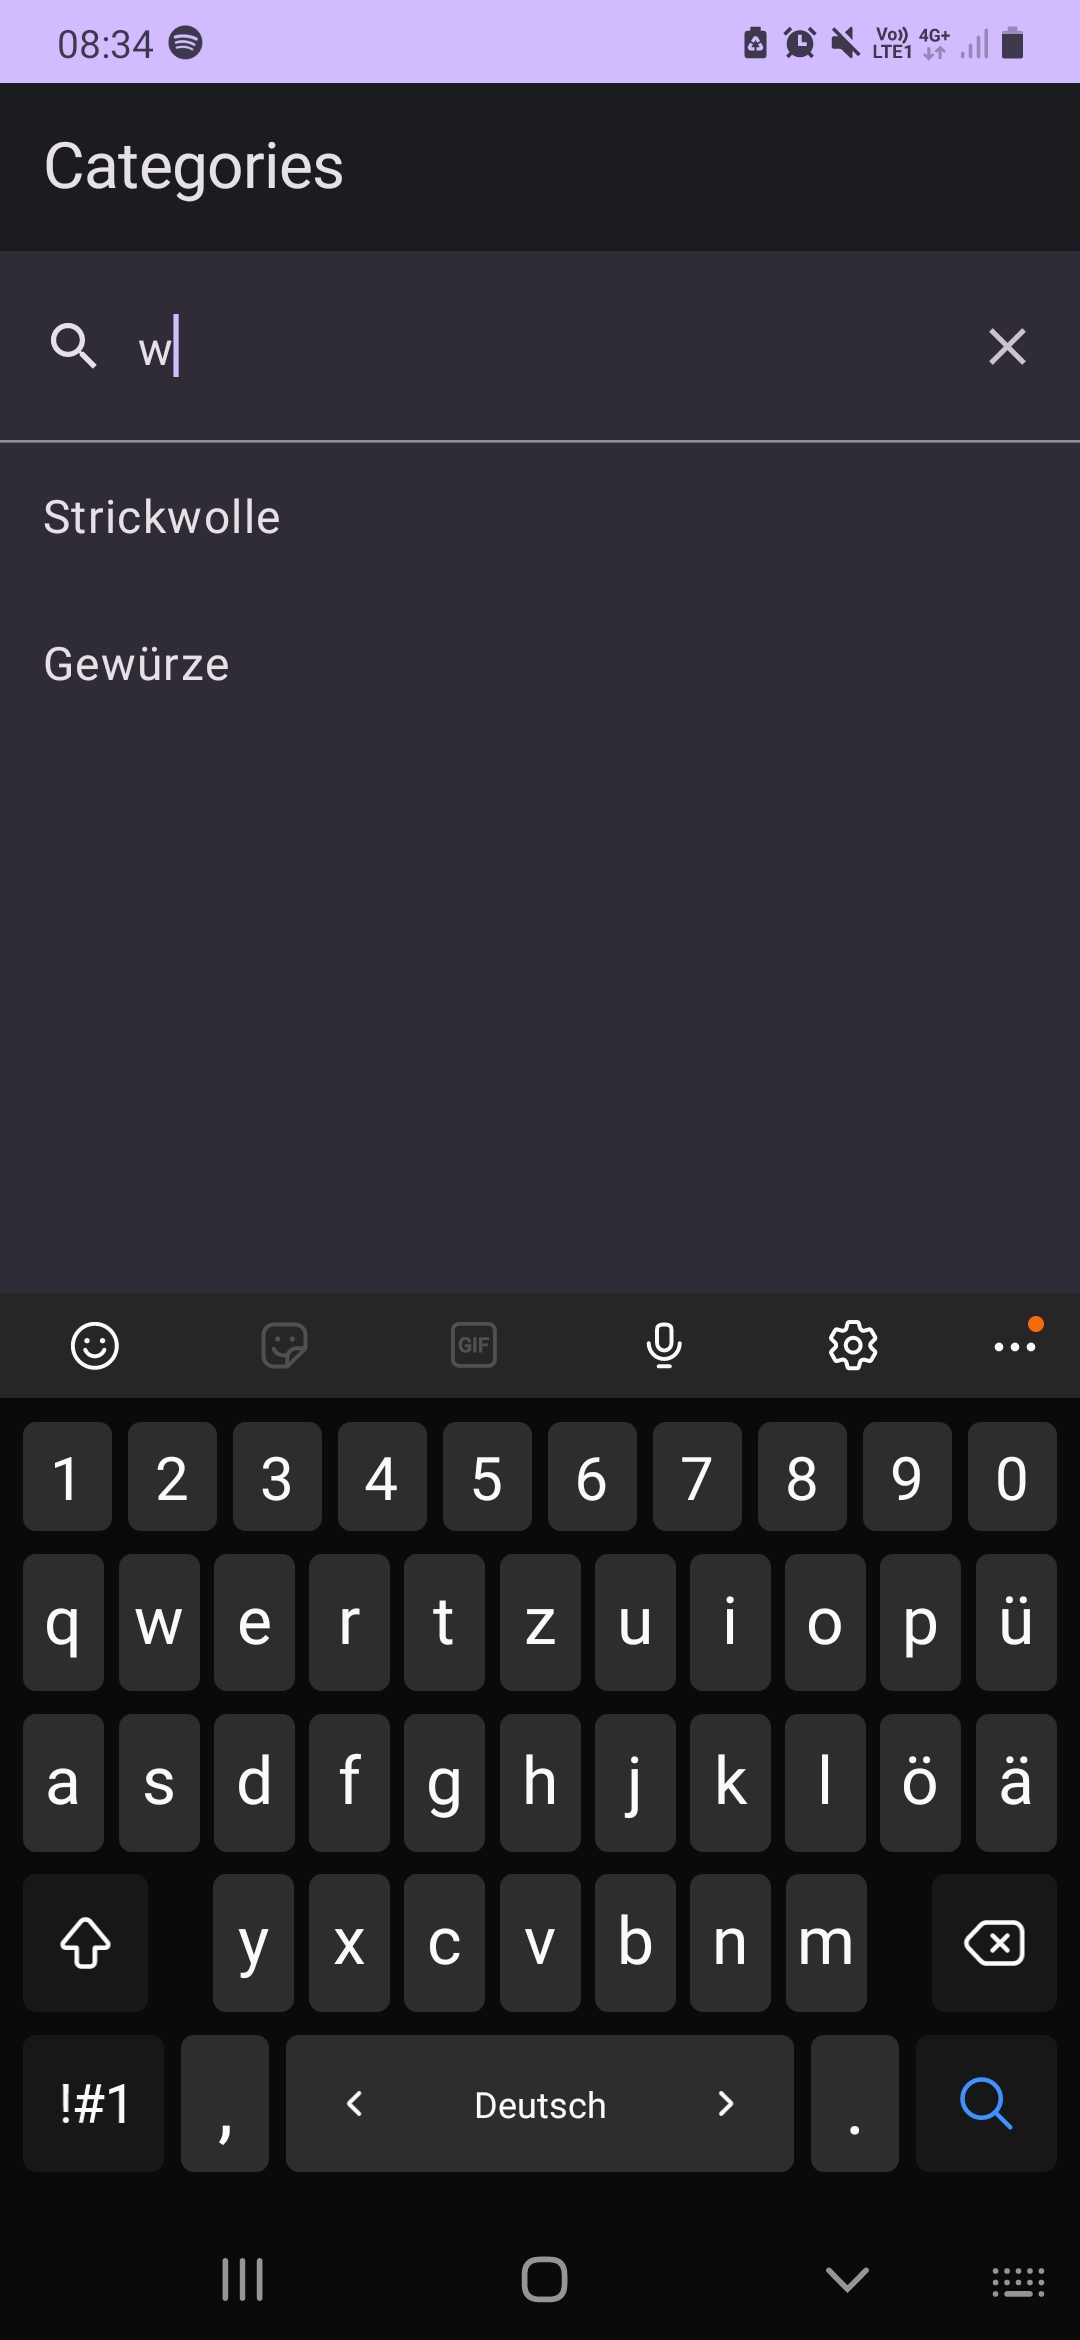 08:34 Vo)) LTE1 4G+
Categories
w
Strickwolle
Gewürze
GIF
1 2 3 4 5 6 7 8 9 0
q w e r t z u i o p ü
a s d f g h j k l ö ä
y x c v b n m
!#1 , < Deutsch > .